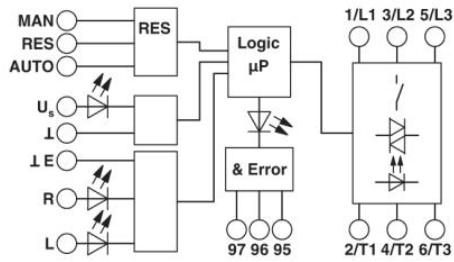 MAN
RES
AUTO
RES
Logic
µP
1/L1 3/L2 5/L3
Us
⊥
⊥ E
R
L
& Error
97 96 95
2/T1 4/T2 6/T3